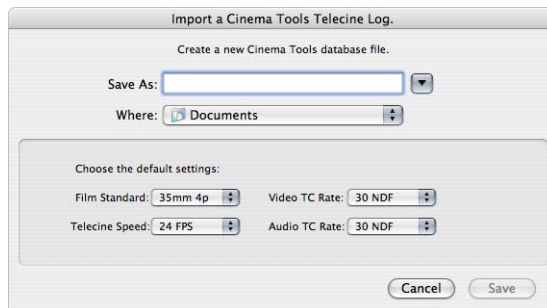 Import a Cinema Tools Telecine Log.
Create a new Cinema Tools database file.
Save As:
Where: Documents
Choose the default settings:
Film Standard: 35mm 4p Video TC Rate: 30 NDF
Telecine Speed: 24 FPS Audio TC Rate: 30 NDF
Cancel Save